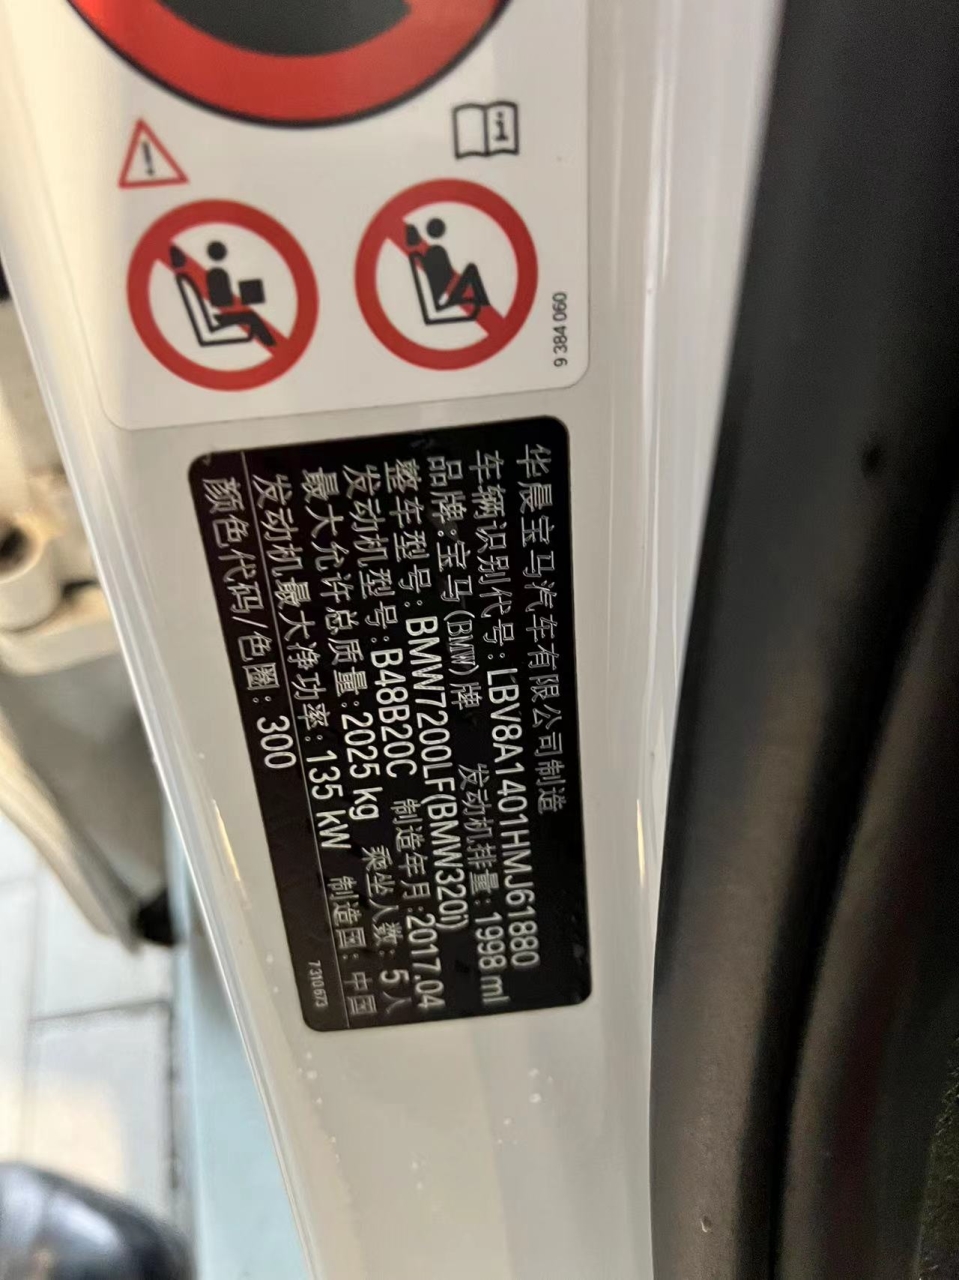 9 384 060
华晨宝马汽车有限公司制造
车辆识别代号:LBV8A1401HMJ61880
品牌:宝马(BMW)牌 发动机排量:1998 ml
整车型号:BMW7200LF(BMW320i)
发动机型号:B48B20C 制造年月 2017.04
最大允许总质量:2025 kg 乘坐人数: 5人
发动机最大净功率:135 kW 制造国: 中国
颜色代码/色圈: 300
7310673